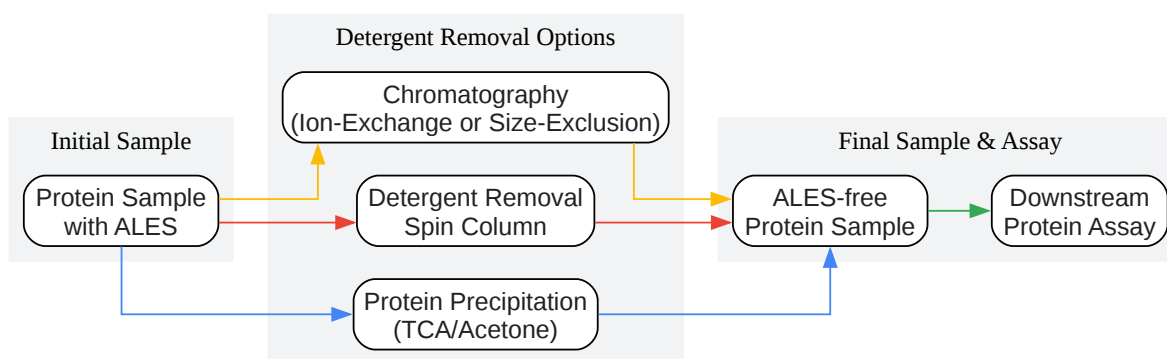 Detergent Removal Options
Chromatography
(Ion-Exchange or Size-Exclusion)
Initial Sample
Final Sample & Assay
Protein Sample
with ALES
Detergent Removal
Spin Column
ALES-free
Protein Sample
Downstream
Protein Assay
Protein Precipitation
(TCA/Acetone)